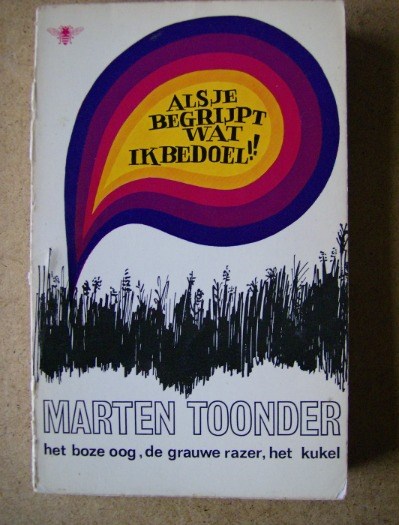 ALS JE
BEGRIJPT
WAT
IK BEDOEL!!
MARTEN TOONDER
het boze oog, de grauwe razer, het kukel